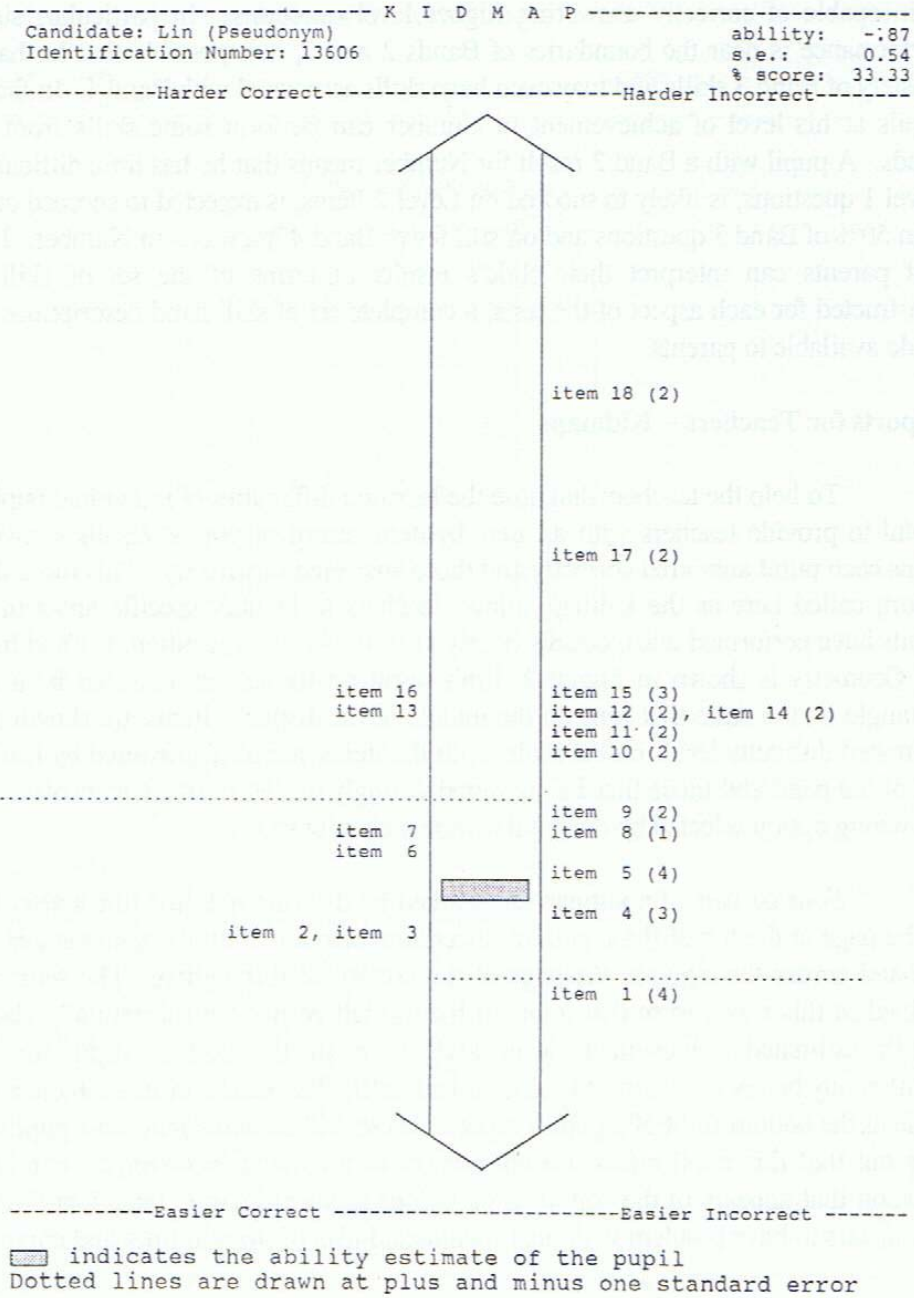 K I D M A P
Candidate: Lin (Pseudonym)
ability: -.87
Identification Number: 13606
s.e.: 0.54
% score: 33.33
Harder Correct
Harder Incorrect
item 18 (2)
item 17 (2)
item 16
item 15 (3)
item 13
item 12 (2) item 14 (2)
item 11 (2)
item 10 (2)
item 9 (2)
item 7
item 8 (1)
item 6
item 5 (4)
item 4 (3)
item 2, item 3
item 1 (4)
Easier Correct
Easier Incorrect
indicates the ability estimate of the pupil
Dotted lines are drawn at plus and minus one standard error